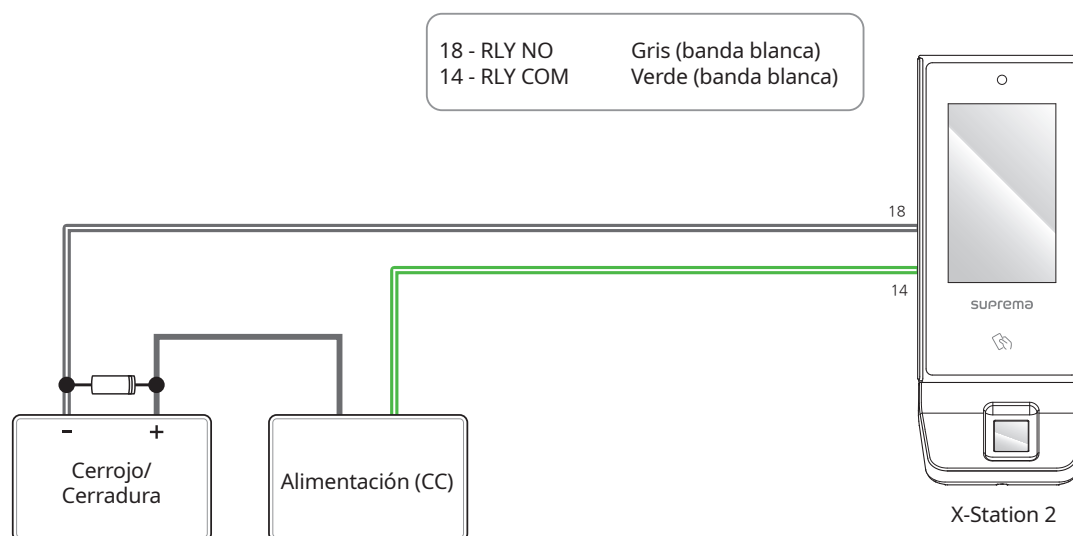 18 - RLY NO Gris (banda blanca)
14 - RLY COM Verde (banda blanca)
18
14
suprema
- +
Cerrojo/
Cerradura
Alimentación (CC)
X-Station 2